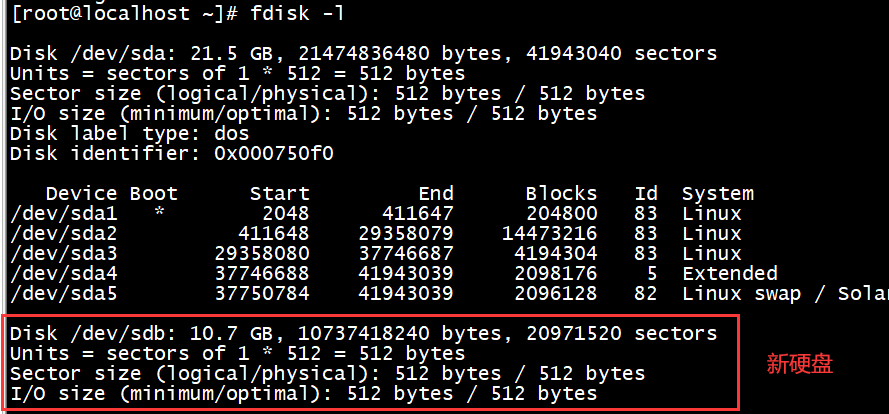 [root@localhost ~]# fdisk -l
Disk /dev/sda: 21.5 GB, 21474836480 bytes, 41943040 sectors
Units = sectors of 1 * 512 = 512 bytes
Sector size (logical/physical): 512 bytes / 512 bytes
I/O size (minimum/optimal): 512 bytes / 512 bytes
Disk label type: dos
Disk identifier: 0x000750f0
Device Boot Start End Blocks Id System
/dev/sda1 * 2048 411647 204800 83 Linux
/dev/sda2 411648 29358079 14473216 83 Linux
/dev/sda3 29358080 37746687 4194304 83 Linux
/dev/sda4 37746688 41943039 2098176 5 Extended
/dev/sda5 37750784 41943039 2096128 82 Linux swap / Solar
Disk /dev/sdb: 10.7 GB, 10737418240 bytes, 20971520 sectors
Units = sectors of 1 * 512 = 512 bytes
Sector size (logical/physical): 512 bytes / 512 bytes
I/O size (minimum/optimal): 512 bytes / 512 bytes
新硬盘